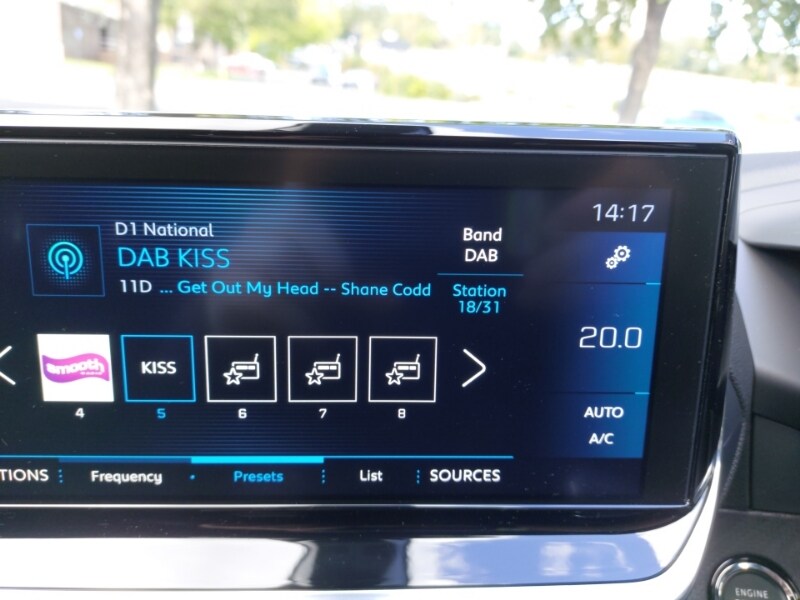 14:17
D1 National
DAB KISS
11D ... Get Out My Head -- Shane Codd
Band
DAB
Station
18/31
20.0
smooth
KISS
4
5
6
7
8
AUTO
A/C
TIONS
Frequency
Presets
List
SOURCES
ENGINE